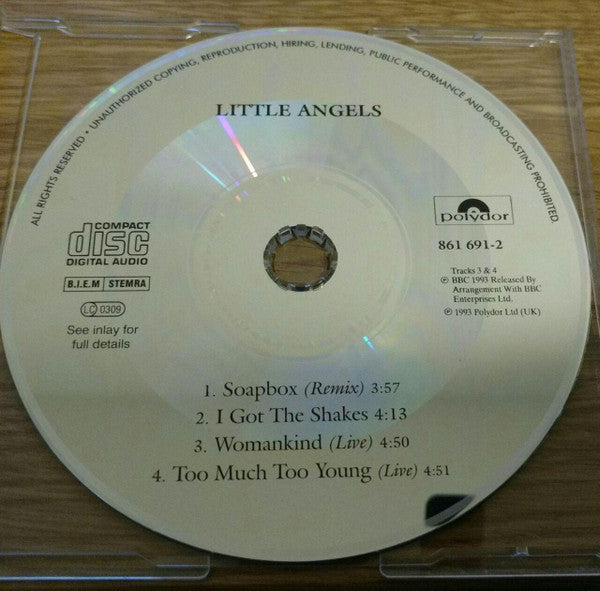 ALL RIGHTS RESERVED • UNAUTHORIZED COPYING, REPRODUCTION, HIRING, LENDING, PUBLIC PERFORMANCE AND BROADCASTING PROHIBITED.
LITTLE ANGELS
COMPACT
disc
DIGITAL AUDIO
B.I.E.M STEMRA
LC 0309
See inlay for
full details
polydor
861 691-2
Tracks 3 & 4
℗ BBC 1993 Released By
Arrangement With BBC
Enterprises Ltd.
℗ 1993 Polydor Ltd (UK)
1. Soapbox (Remix) 3:57
2. I Got The Shakes 4:13
3. Womankind (Live) 4:50
4. Too Much Too Young (Live) 4:51